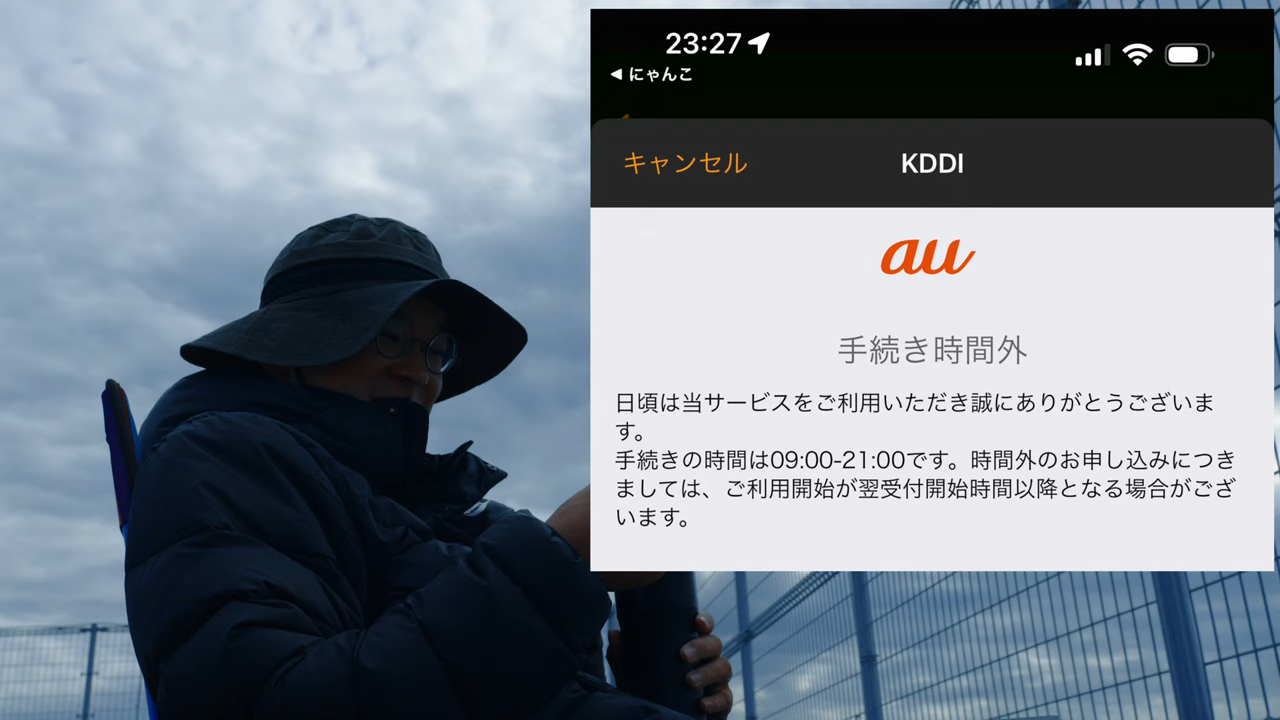 23:27
◀ にゃんこ
キャンセル
KDDI
au
手続き時間外
日頃は当サービスをご利用いただき誠にありがとうございま
す。
手続きの時間は09:00-21:00です。時間外のお申し込みにつき
ましては、ご利用開始が翌受付開始時間以降となる場合がござ
います。